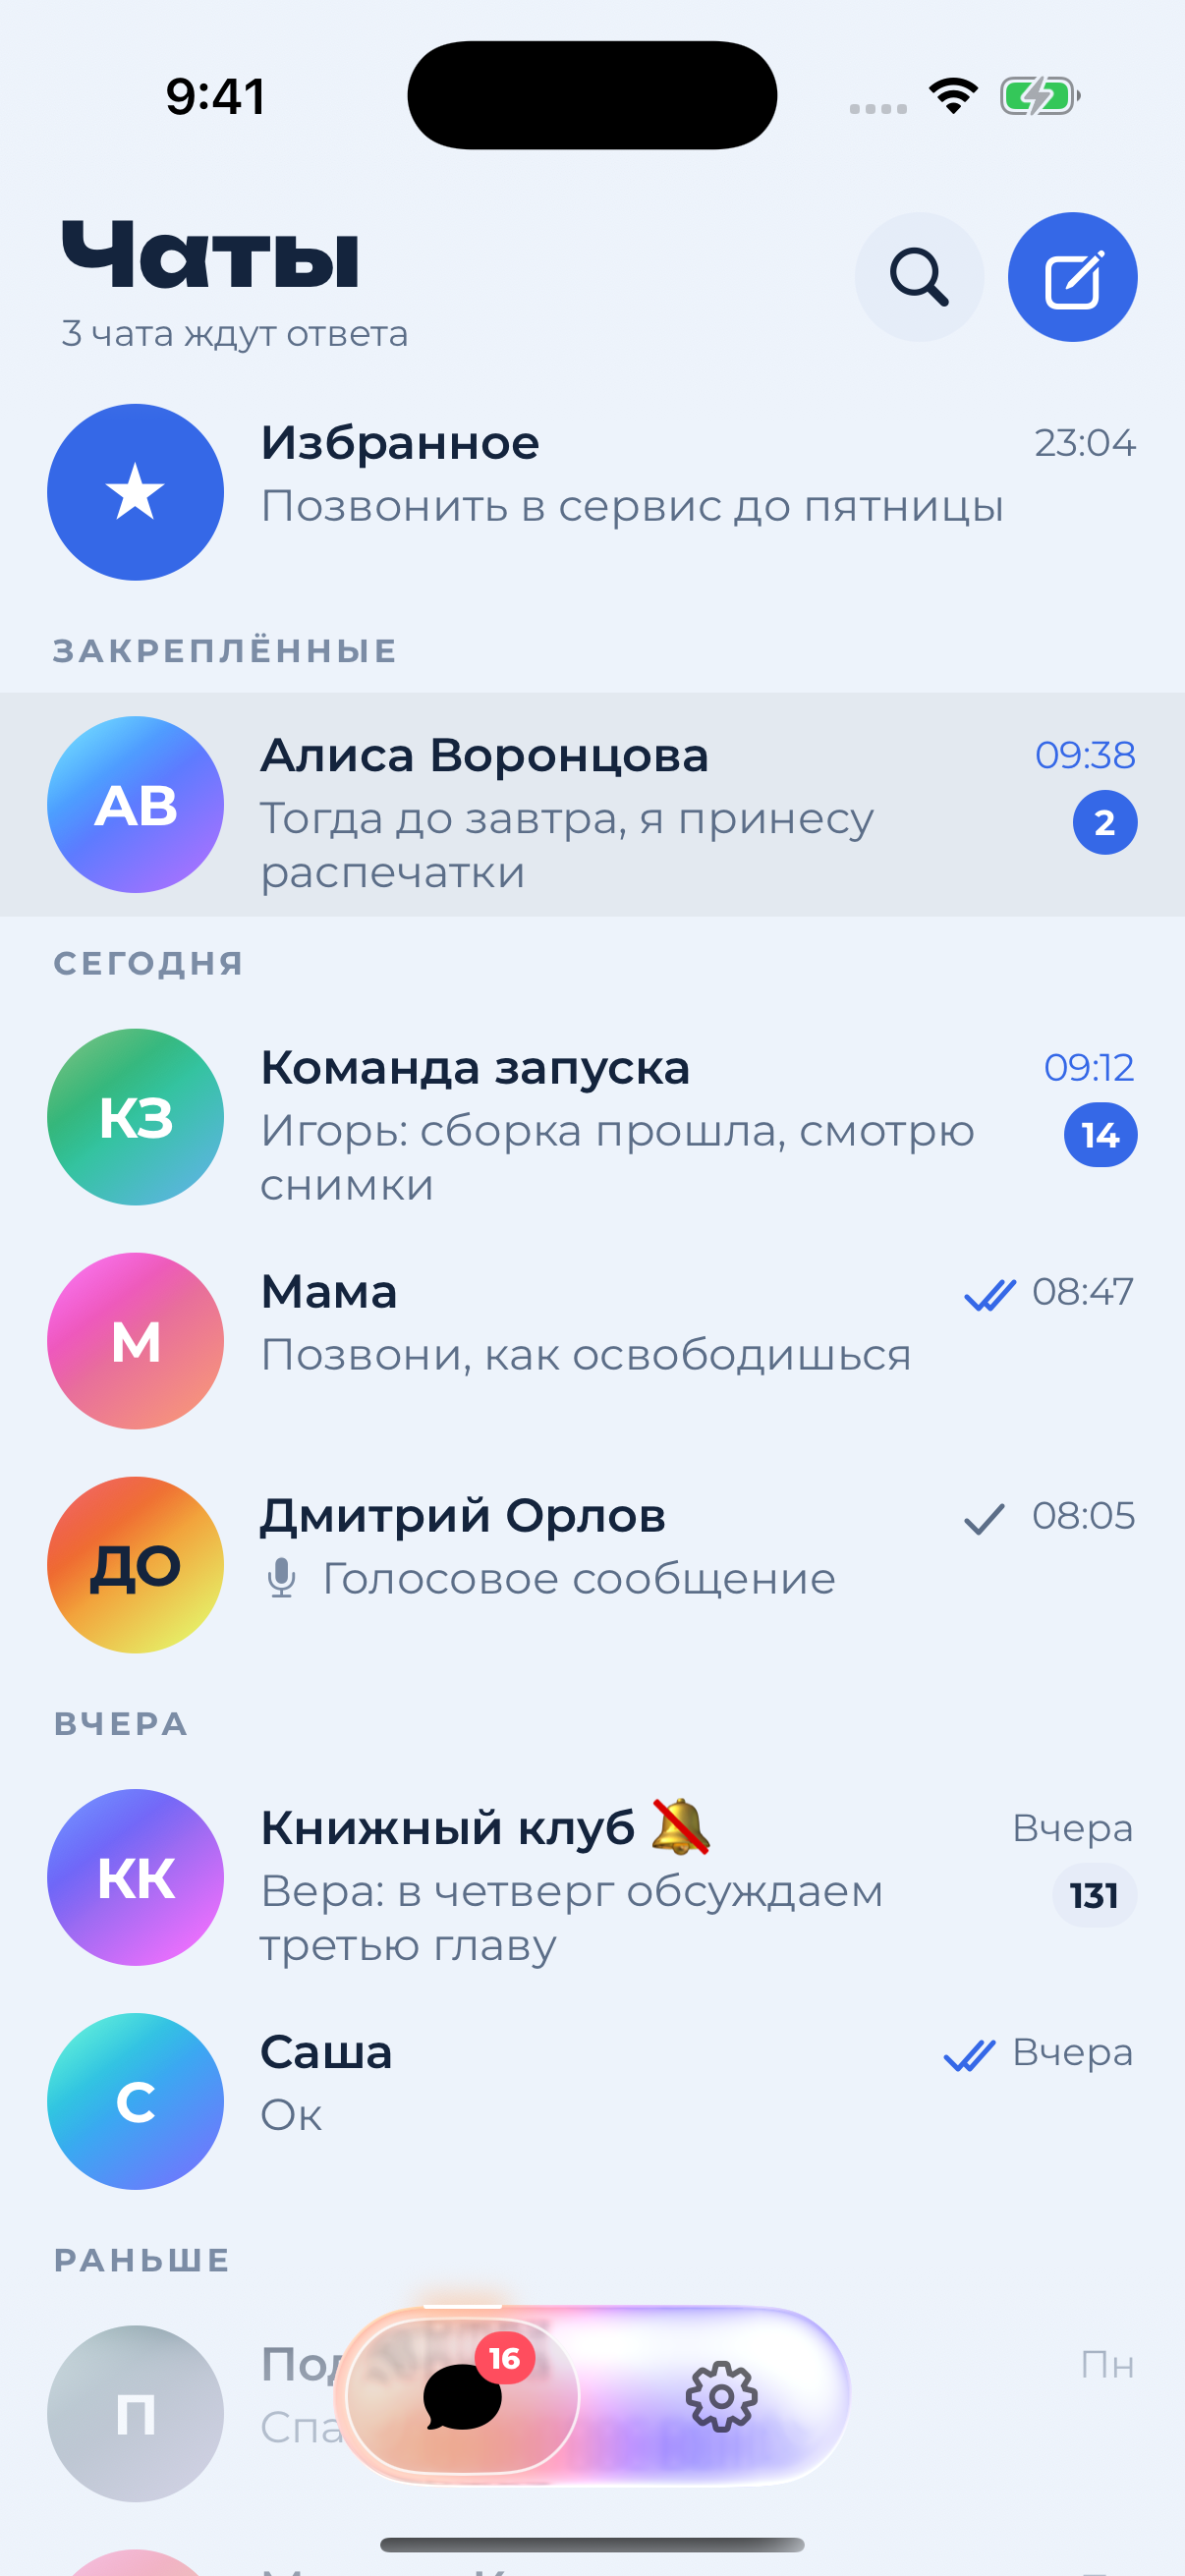 9:41
Чаты
3 чата ждут ответа
Избранное
23:04
Позвонить в сервис до пятницы
ЗАКРЕПЛЁННЫЕ
АВ
Алиса Воронцова
09:38
Тогда до завтра, я принесу
2
распечатки
СЕГОДНЯ
КЗ
Команда запуска
09:12
Игорь: сборка прошла, смотрю
14
снимки
М
Мама
08:47
Позвони, как освободишься
ДО
Дмитрий Орлов
08:05
Голосовое сообщение
ВЧЕРА
КК
Книжный клуб
Вчера
Вера: в четверг обсуждаем
131
третью главу
С
Саша
Вчера
Ок
РАНЬШЕ
П
Пн
16